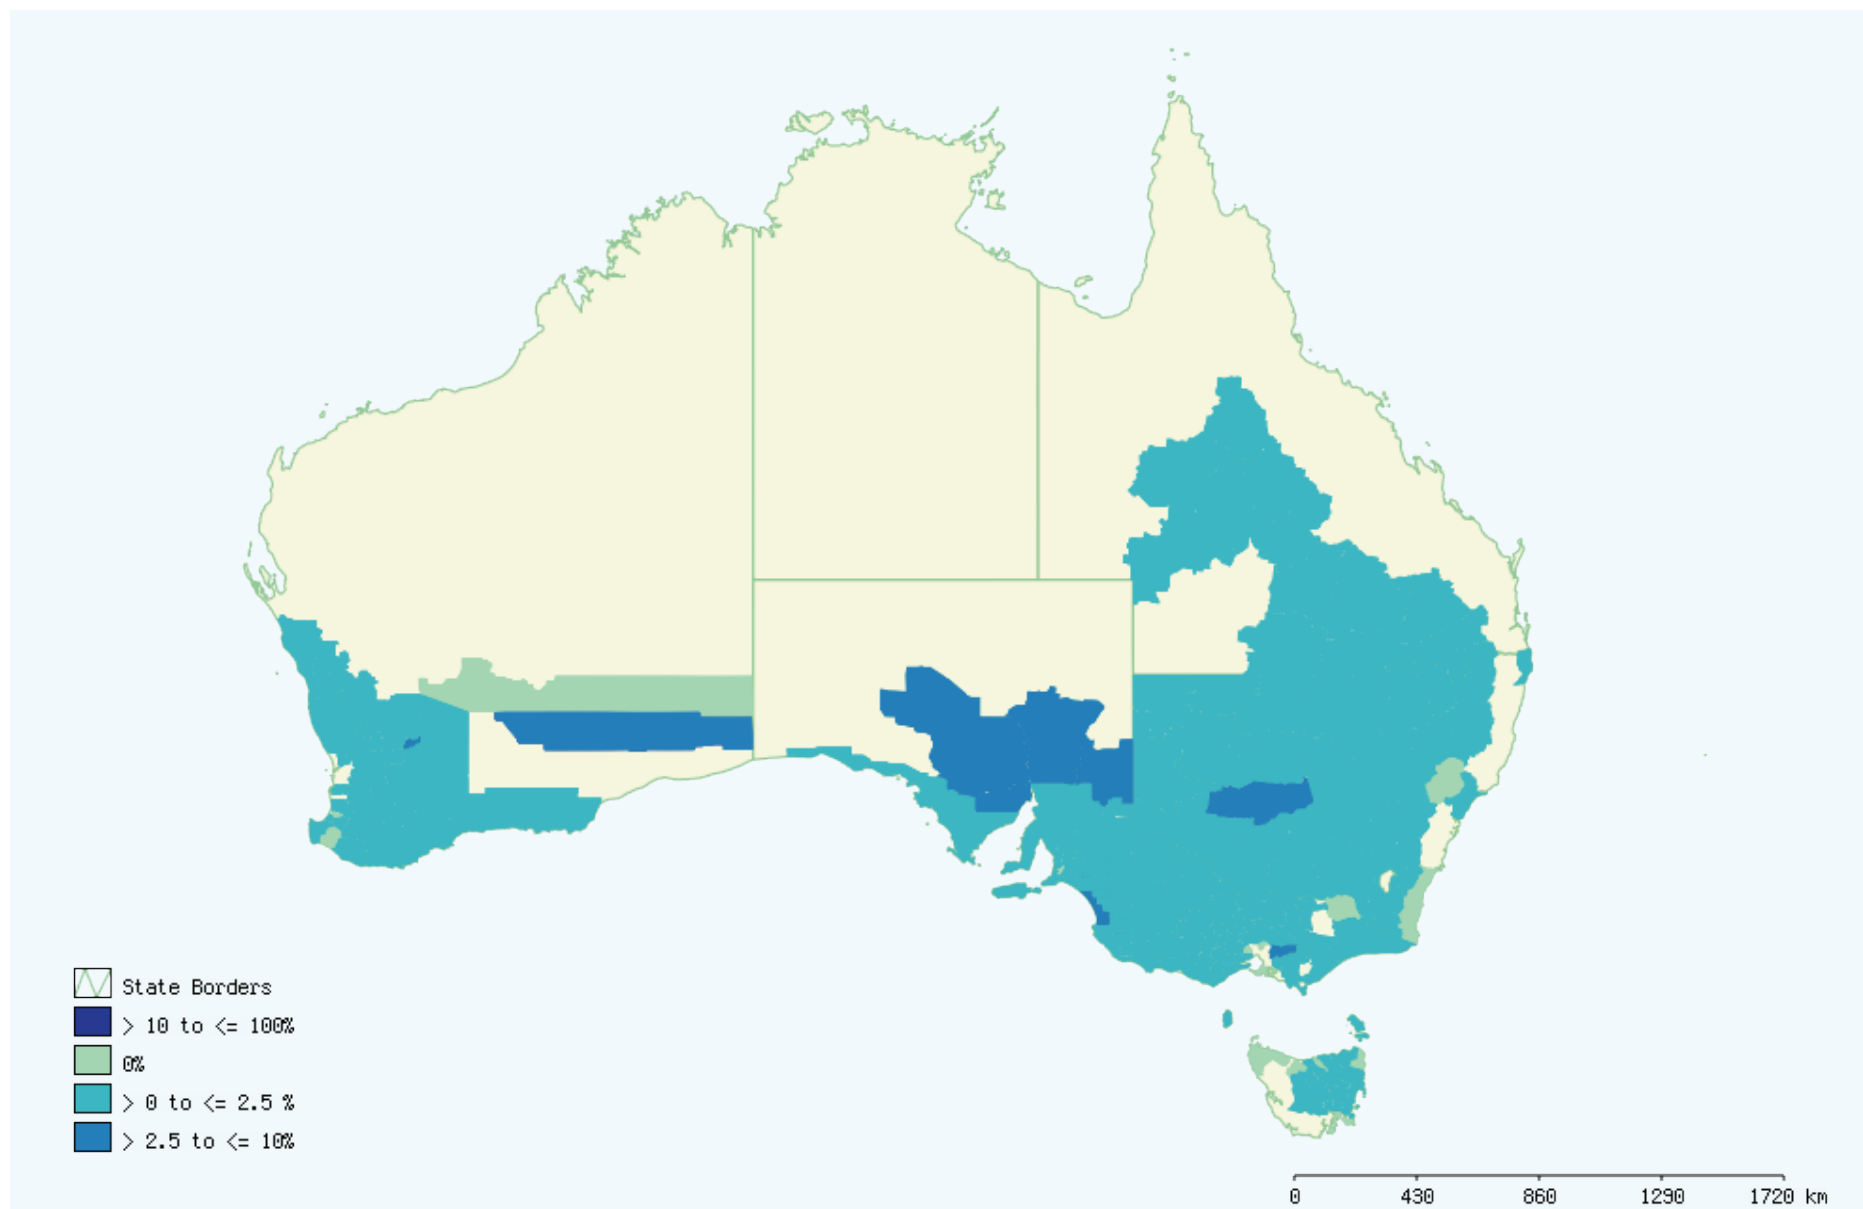 State Borders
> 10 to <= 100%
0%
> 0 to <= 2.5 %
> 2.5 to <= 10%
0 430 860 1290 1720 km